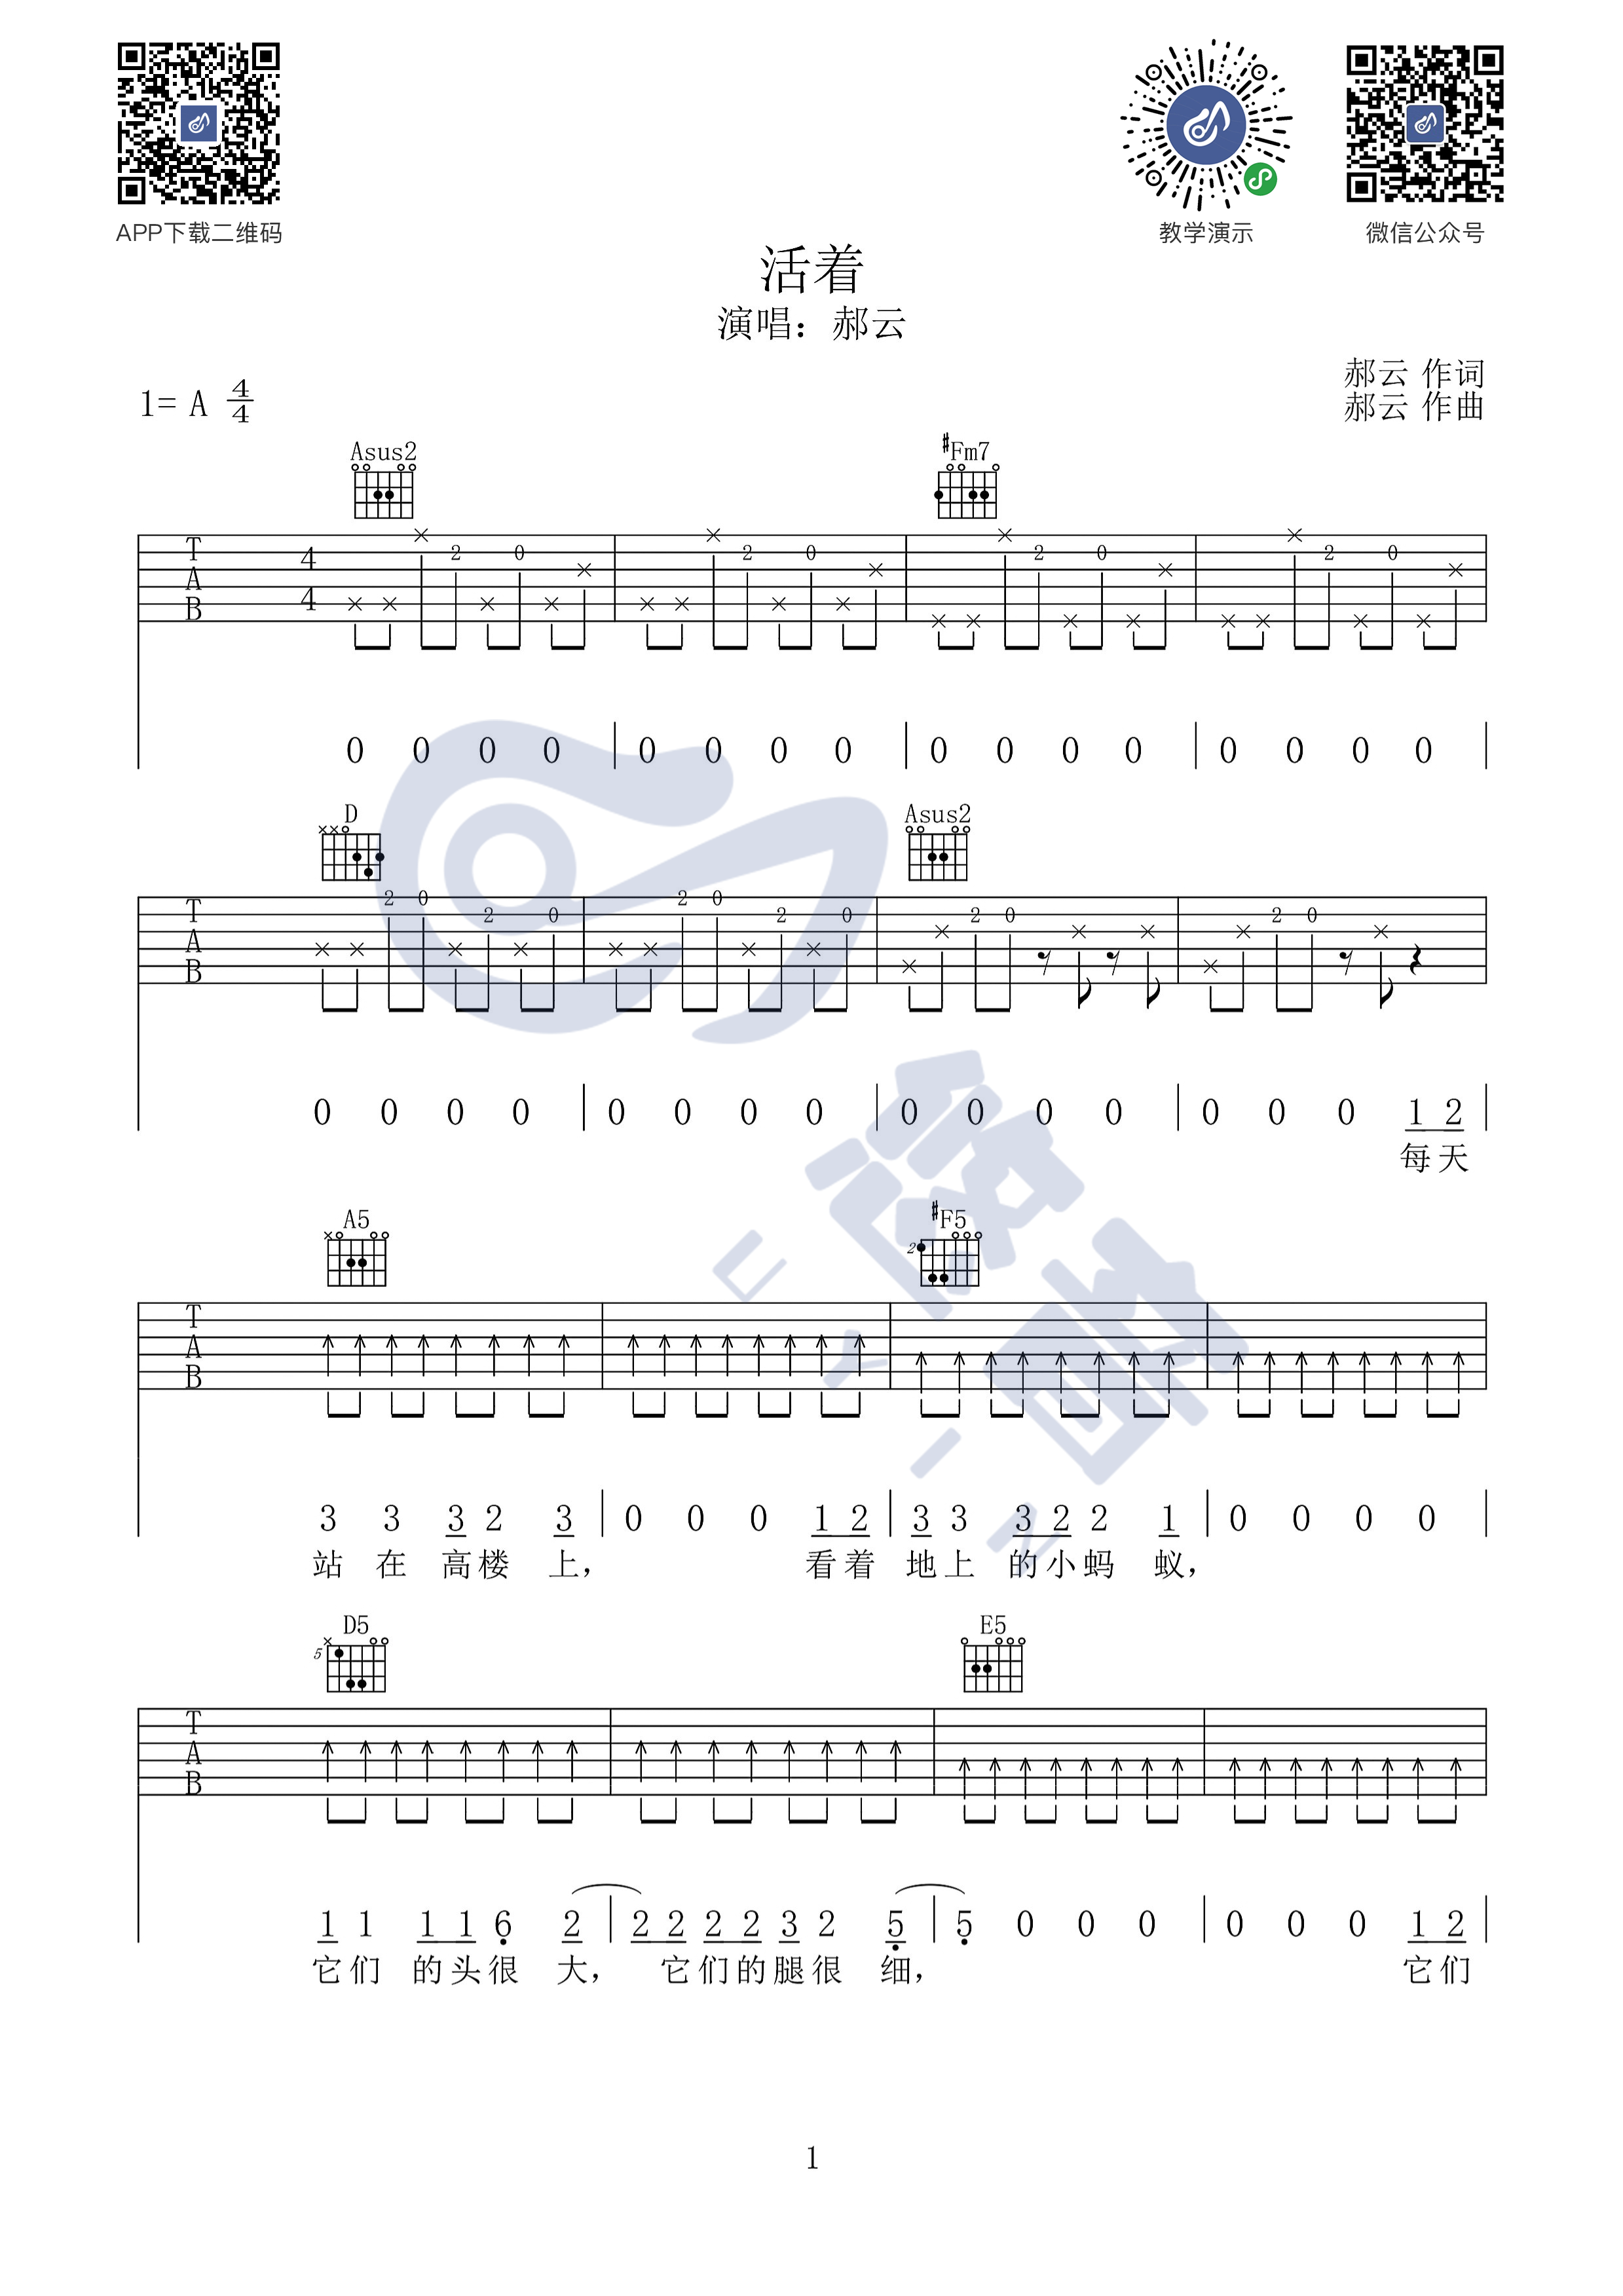 APP下载二维码
教学演示
微信公众号
活着
演唱：郝云
郝云 作词
1= A 4/4
郝云 作曲
Asus2 #Fm7
T A B 4 4 × × × 2 × 0 × × × × × 2 × 0 × × × × × 2 × 0 × × × × × 2 × 0 × ×
0 0 0 0 0 0 0 0 0 0 0 0 0 0 0 0
D Asus2
T A B × × 2 0 × 2 × 0 × × 2 0 × 2 × 0 × × 2 0 × × × × 2 0 ×
0 0 0 0 0 0 0 0 0 0 0 0 0 0 0 1 2
每天
A5 #F5
2
T A B
3 3 3 2 3 0 0 0 1 2 3 3 3 2 2 1 0 0 0 0
站 在 高楼 上， 看着 地上 的小蚂 蚁，
D5 E5
5
T A B
1 1 1 1 6 2 2 2 2 2 3 2 5 5 0 0 0 0 0 0 1 2
它们 的头很 大， 它们的腿很 细， 它们
悠音
U Y I N
1